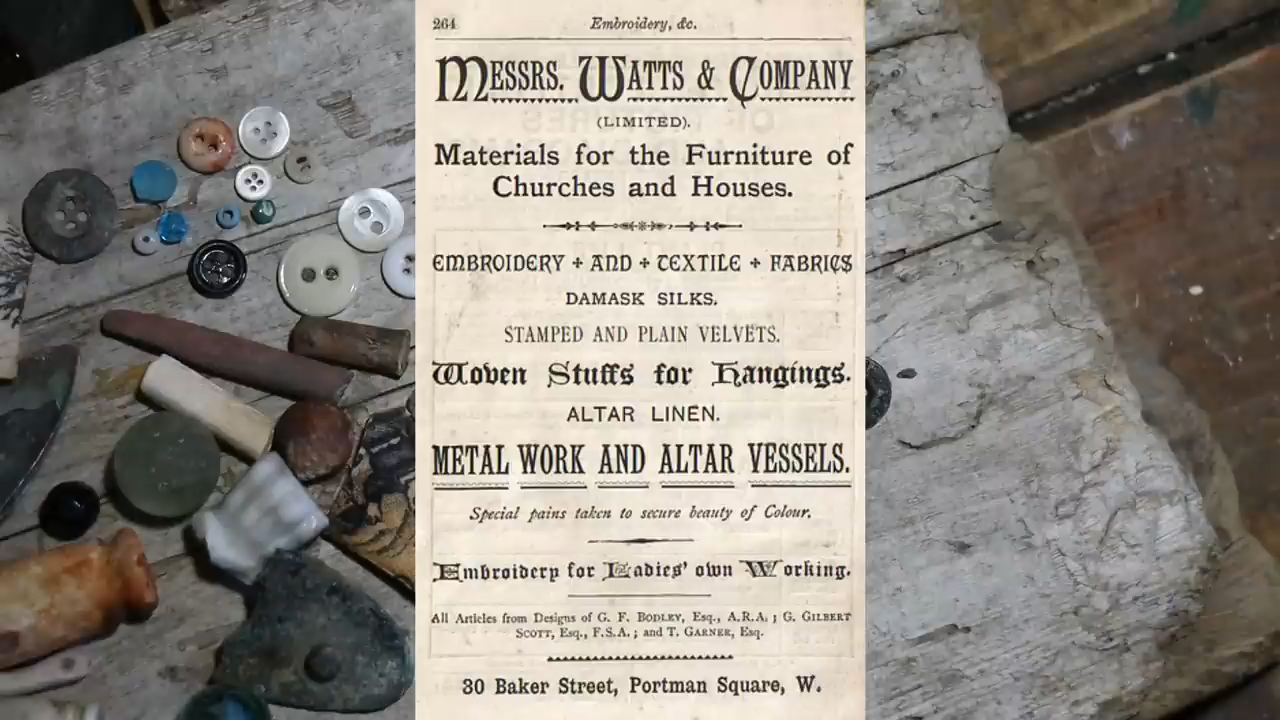 264 Embroidery, &c.
MESSRS. WATTS & COMPANY
(LIMITED).
Materials for the Furniture of
Churches and Houses.
EMBROIDERY + AND + TEXTILE + FABRICS
DAMASK SILKS.
STAMPED AND PLAIN VELVETS.
Woven Stuffs for Hangings.
ALTAR LINEN.
METAL WORK AND ALTAR VESSELS.
Special pains taken to secure beauty of Colour.
Embroidery for Ladies' own Working.
All Articles from Designs of G. F. BODLEY, Esq., A.R.A.; G. GILBERT
SCOTT, Esq., F.S.A.; and T. GARNER, Esq.
30 Baker Street, Portman Square, W.